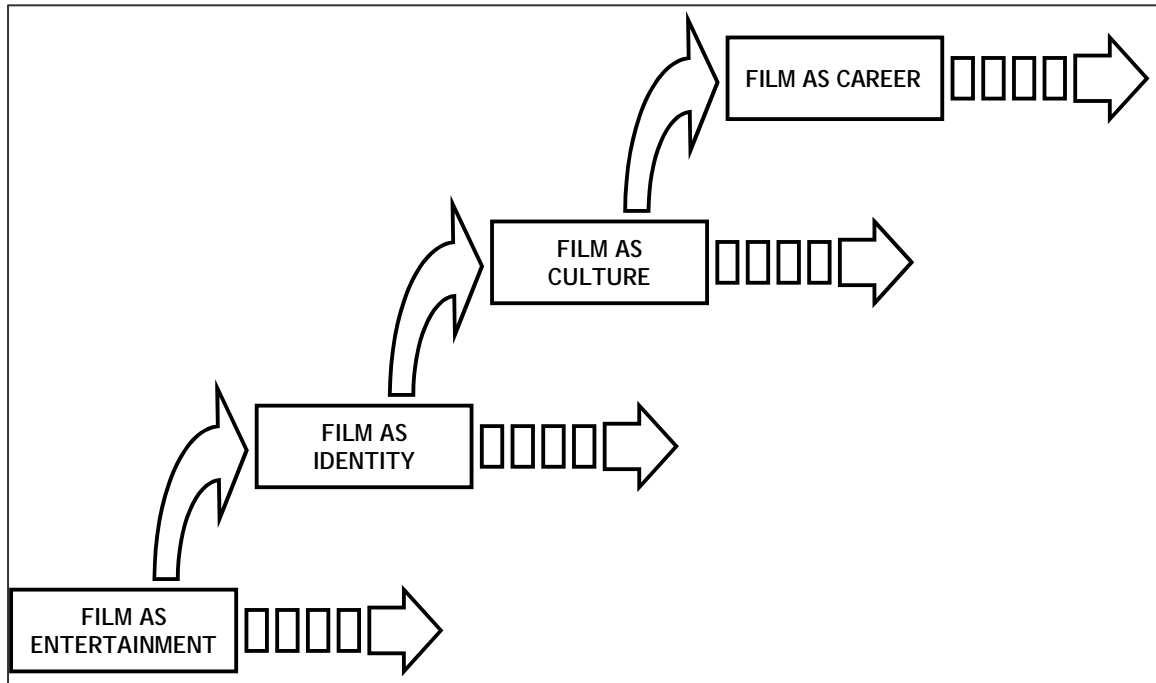 FILM AS CAREER
FILM AS
CULTURE
FILM AS
IDENTITY
FILM AS
ENTERTAINMENT